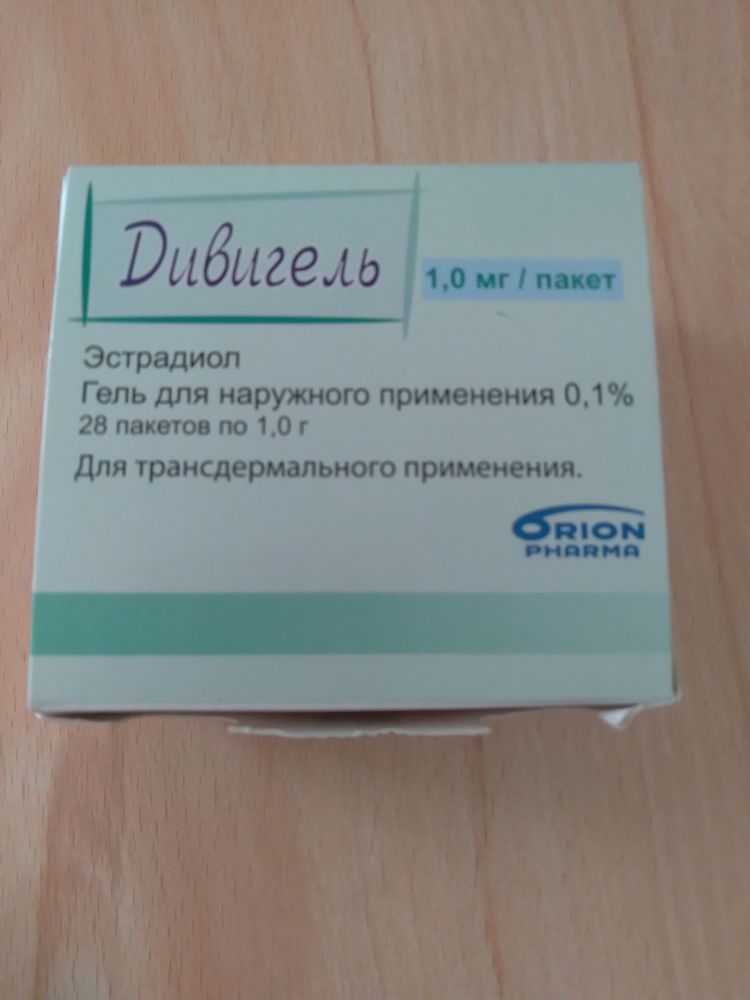 Дивигель
1,0 мг / пакет
Эстрадиол
Гель для наружного применения 0,1%
28 пакетов по 1,0 г
Для трансдермального применения.
ORION
PHARMA